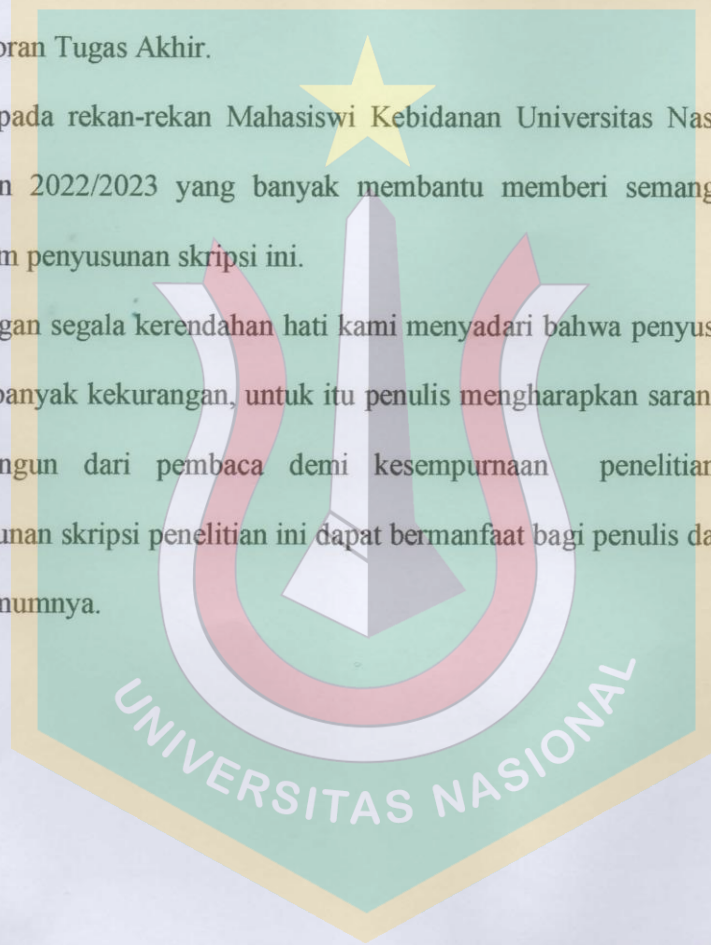 oran Tugas Akhir.
pada rekan-rekan Mahasiswi Kebidanan Universitas Nas
n 2022/2023 yang banyak membantu memberi semang
m penyusunan skripsi ini.
gan segala kerendahan hati kami menyadari bahwa penyus
banyak kekurangan, untuk itu penulis mengharapkan saran
ngun dari pembaca demi kesempurnaan penelitian
unan skripsi penelitian ini dapat bermanfaat bagi penulis da
numnya.
UNIVERSITAS NASIONAL